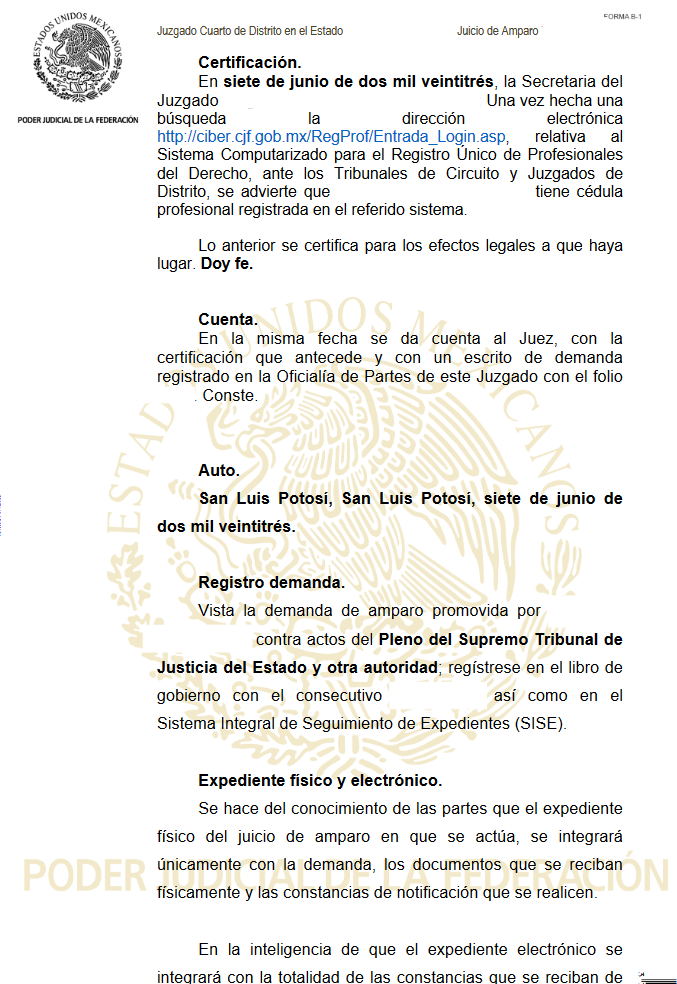 FORMA B-1
Juzgado Cuarto de Distrito en el Estado Juicio de Amparo
ESTADOS UNIDOS MEXICANOS
PODER JUDICIAL DE LA FEDERACIÓN
Certificación.
En siete de junio de dos mil veintitrés, la Secretaria del
Juzgado Una vez hecha una
búsqueda la dirección electrónica
http://ciber.cjf.gob.mx/RegProf/Entrada_Login.asp, relativa al
Sistema Computarizado para el Registro Único de Profesionales
del Derecho, ante los Tribunales de Circuito y Juzgados de
Distrito, se advierte que tiene cédula
profesional registrada en el referido sistema.
Lo anterior se certifica para los efectos legales a que haya
lugar. Doy fe.
Cuenta.
En la misma fecha se da cuenta al Juez, con la
certificación que antecede y con un escrito de demanda
registrado en la Oficialía de Partes de este Juzgado con el folio
. Conste.
Auto.
San Luis Potosí, San Luis Potosí, siete de junio de
dos mil veintitrés.
Registro demanda.
Vista la demanda de amparo promovida por
contra actos del Pleno del Supremo Tribunal de
Justicia del Estado y otra autoridad; regístrese en el libro de
gobierno con el consecutivo así como en el
Sistema Integral de Seguimiento de Expedientes (SISE).
Expediente físico y electrónico.
Se hace del conocimiento de las partes que el expediente
físico del juicio de amparo en que se actúa, se integrará
únicamente con la demanda, los documentos que se reciban
físicamente y las constancias de notificación que se realicen.
En la inteligencia de que el expediente electrónico se
integrará con la totalidad de las constancias que se reciban de
ESTADOS UNIDOS MEXICANOS
PODER JUDICIAL DE LA FEDERACIÓN